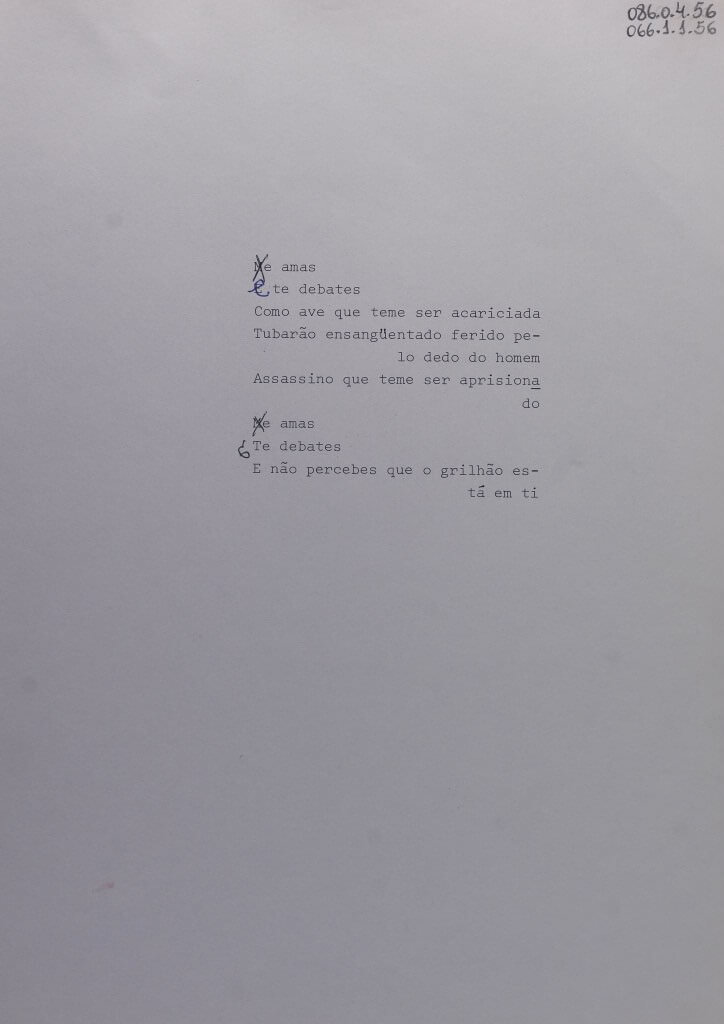 086.0.4.56
066.1.1.56
Me amas
E te debates
Como ave que teme ser acariciada
Tubarão ensangüentado ferido pe-
lo dedo do homem
Assassino que teme ser aprisiona
do
Me amas
Te debates
E não percebes que o grilhão es-
tá em ti